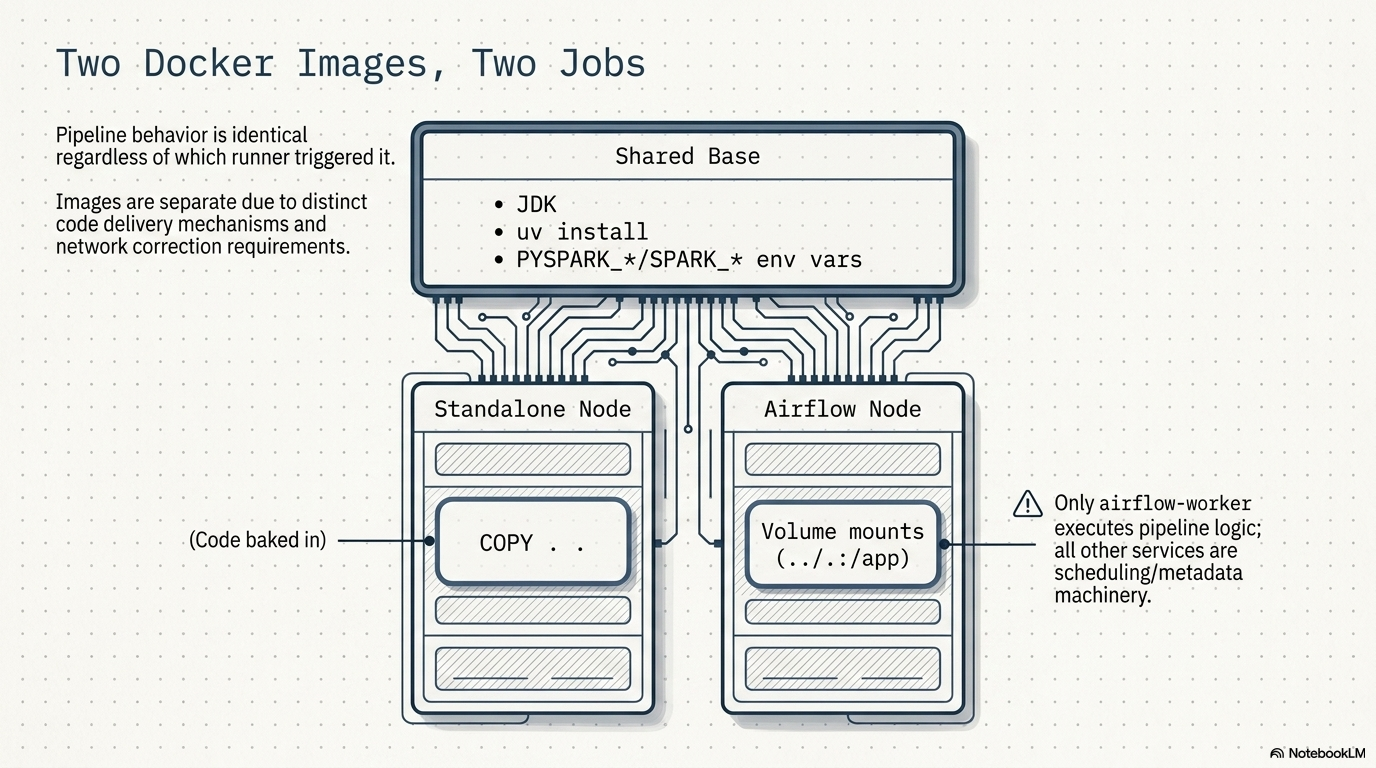 Two Docker Images, Two Jobs
Pipeline behavior is identical
regardless of which runner triggered it.
Images are separate due to distinct
code delivery mechanisms and
network correction requirements.
Shared Base
• JDK
• uv install
• PYSPARK_*/SPARK_* env vars
Standalone Node
COPY . .
(Code baked in)
Airflow Node
Volume mounts
(../.:/app)
Only airflow-worker
executes pipeline logic;
all other services are
scheduling/metadata
machinery.
NotebookLM